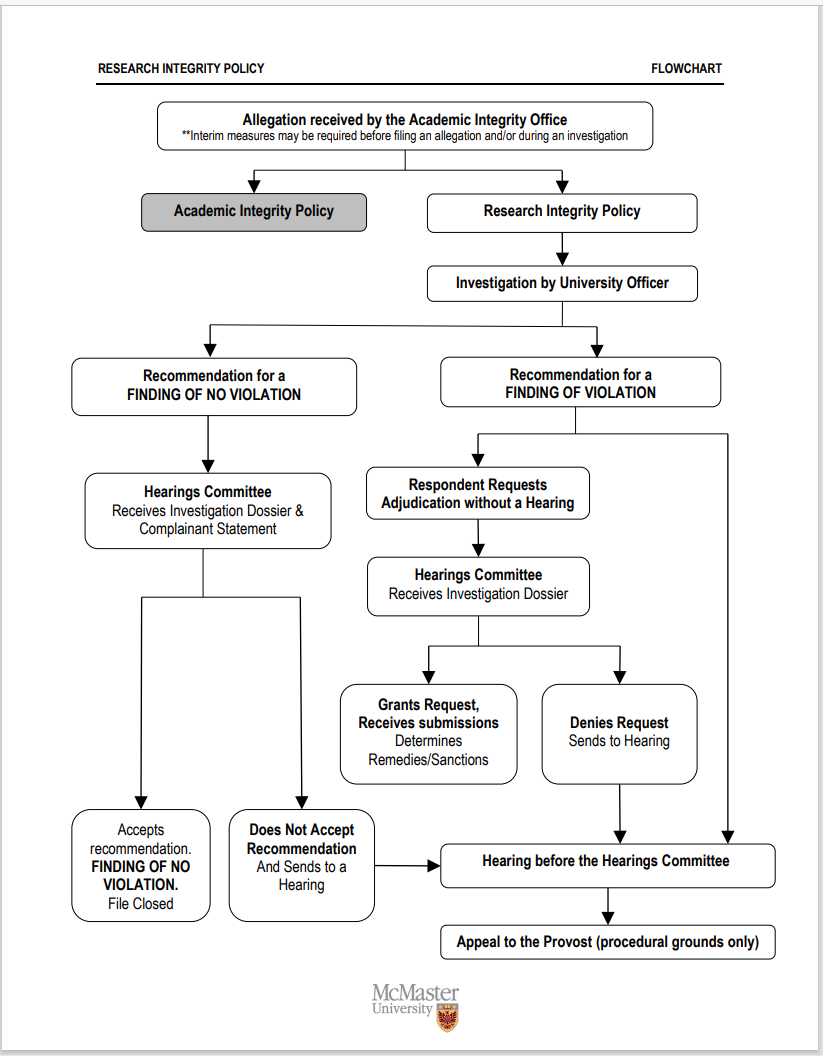 RESEARCH INTEGRITY POLICY FLOWCHART
Allegation received by the Academic Integrity Office
**Interim measures may be required before filing an allegation and/or during an investigation
Academic Integrity Policy
Research Integrity Policy
Investigation by University Officer
Recommendation for a
FINDING OF NO VIOLATION
Recommendation for a
FINDING OF VIOLATION
Hearings Committee
Receives Investigation Dossier &
Complainant Statement
Respondent Requests
Adjudication without a Hearing
Hearings Committee
Receives Investigation Dossier
Grants Request,
Receives submissions
Determines
Remedies/Sanctions
Denies Request
Sends to Hearing
Accepts
recommendation.
FINDING OF NO
VIOLATION.
File Closed
Does Not Accept
Recommendation
And Sends to a
Hearing
Hearing before the Hearings Committee
Appeal to the Provost (procedural grounds only)
McMaster
University